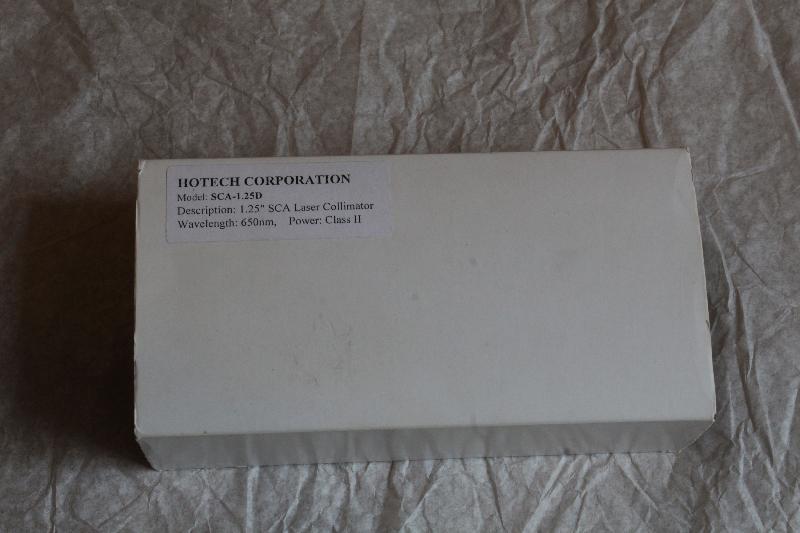 HOTECH CORPORATION
Model: SCA-1.25D
Description: 1.25" SCA Laser Collimator
Wavelength: 650nm, Power: Class II